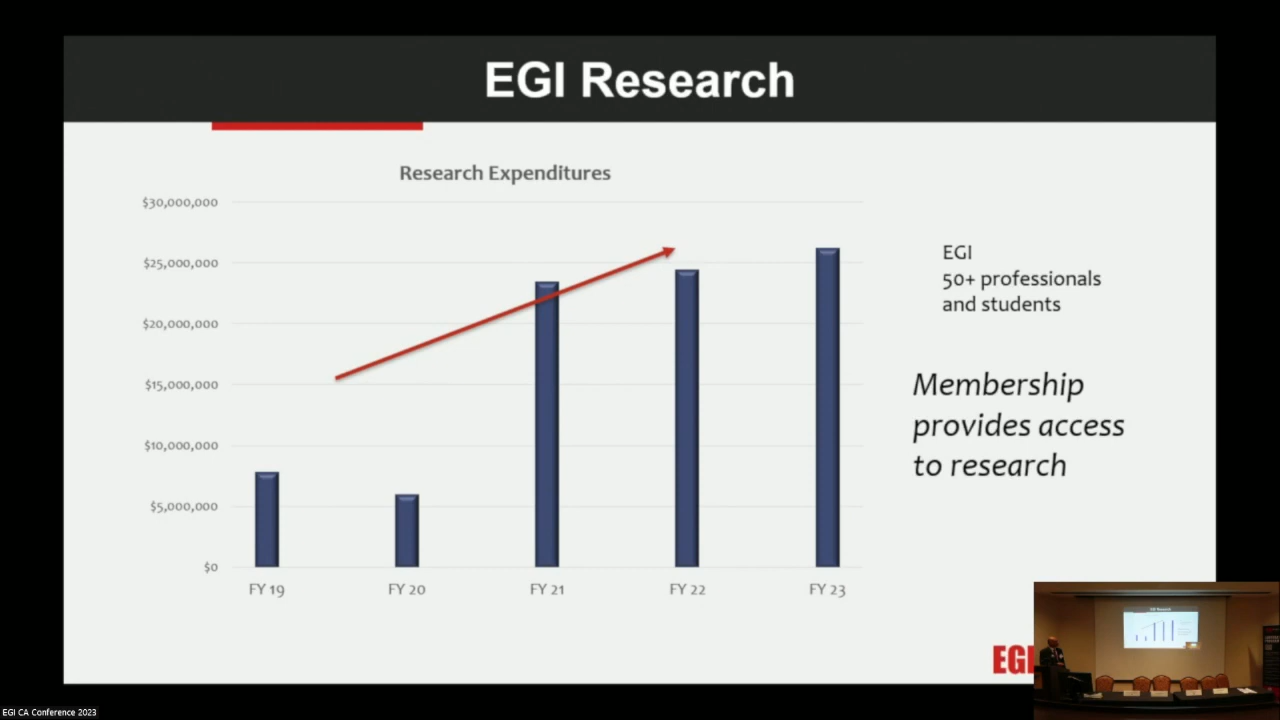 EGI Research
Research Expenditures
$30,000,000
$25,000,000
$20,000,000
$15,000,000
$10,000,000
$5,000,000
$0
FY 19
FY 20
FY 21
FY 22
FY 23
EGI
50+ professionals
and students
Membership
provides access
to research
EGI
EGI Research
EGI CA Conference 2023